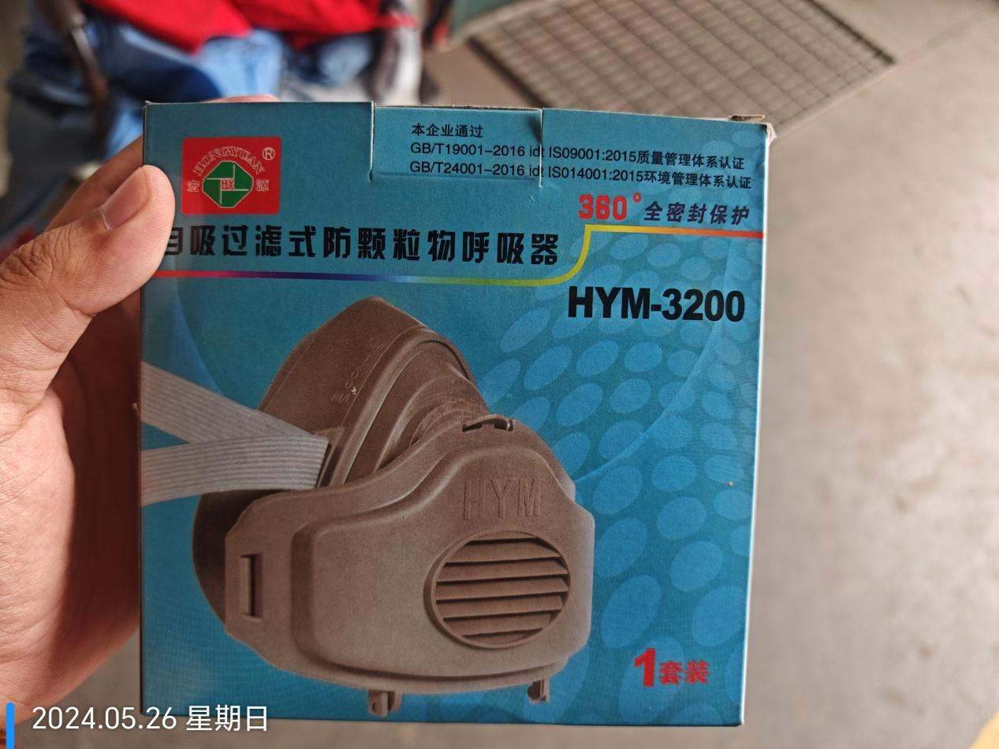 本企业通过
GB/T19001-2016 idt ISO9001:2015质量管理体系认证
GB/T24001-2016 idt ISO14001:2015环境管理体系认证
HONGYUAN®
宏 源
HY
360°全密封保护
自吸过滤式防颗粒物呼吸器
HYM-3200
HYM
1套装
2024.05.26 星期日